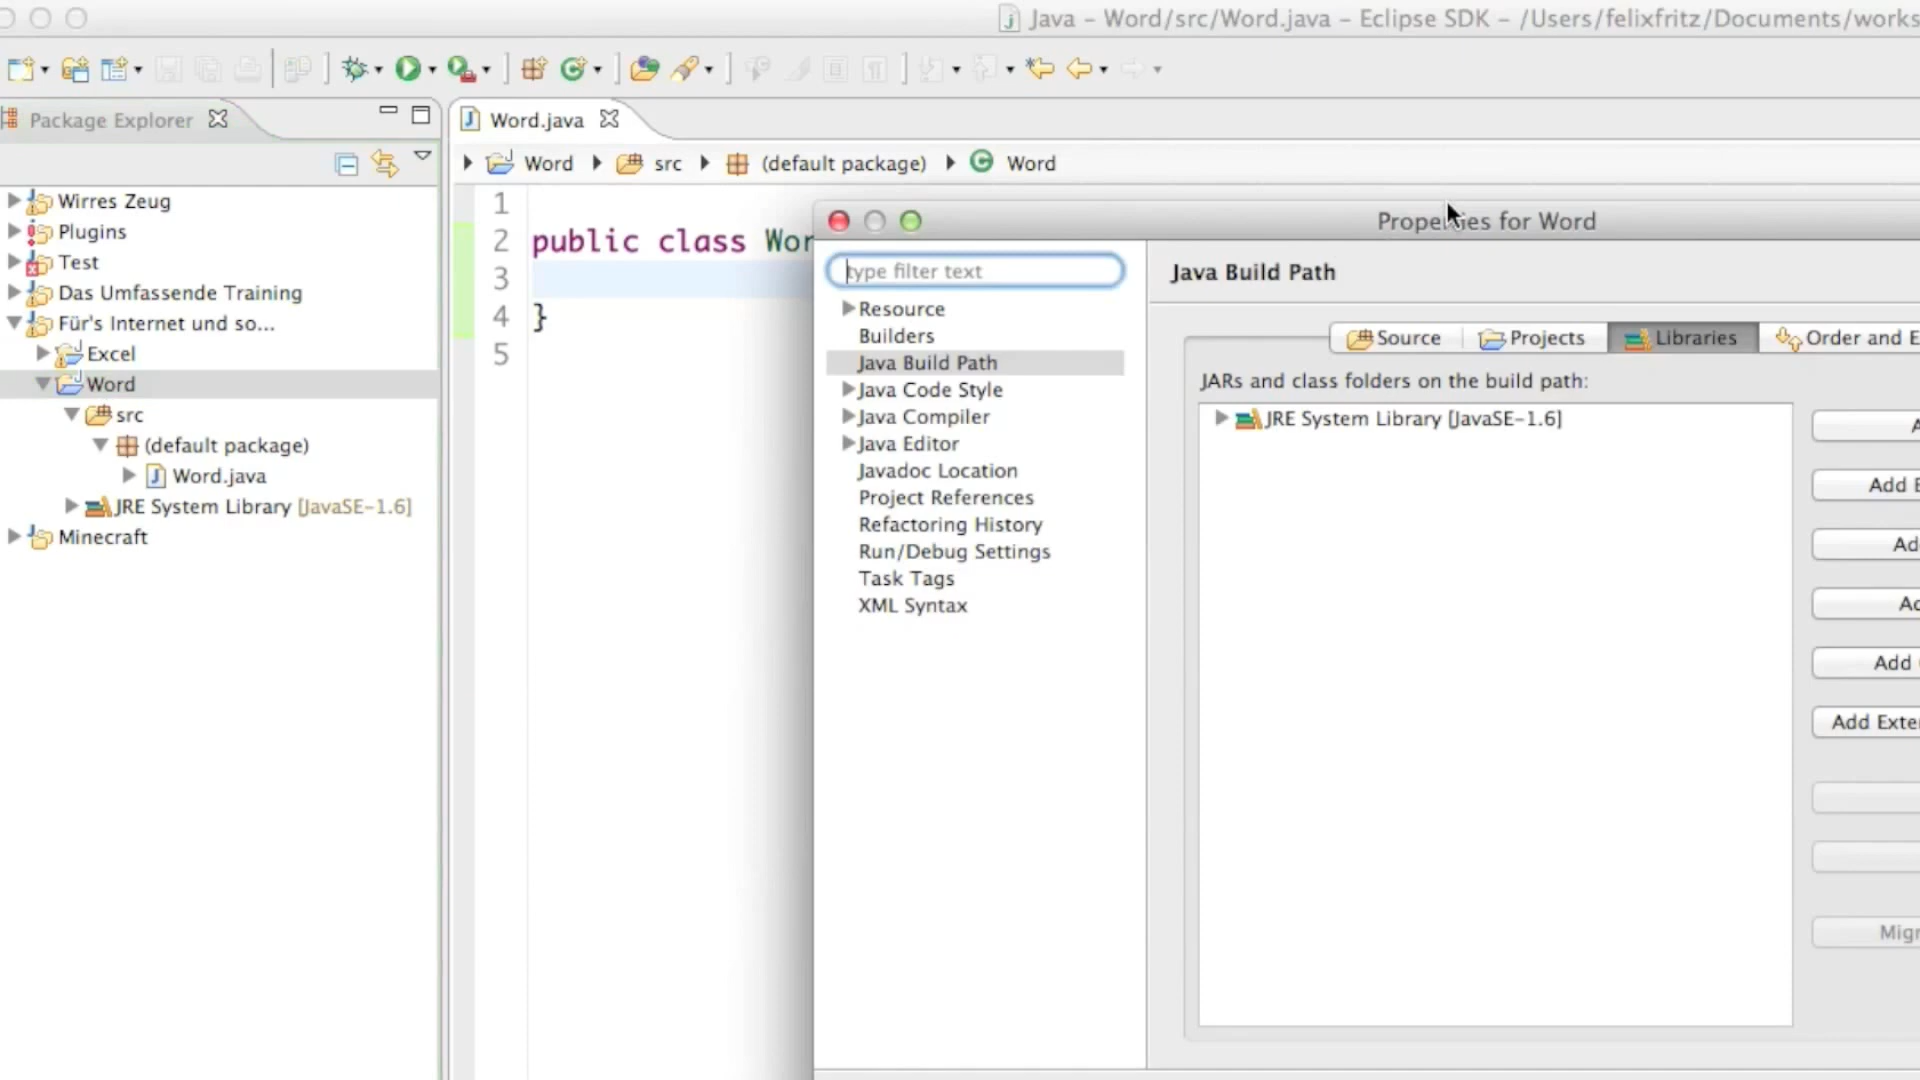 Java – Word/src/Word.java – Eclipse SDK – /Users/felixfritz/Documents/works
Package Explorer
Word.java
Word
src
(default package)
Word
Wirres Zeug
Plugins
Test
Das Umfassende Training
Für's Internet und so...
Excel
Word
src
(default package)
Word.java
JRE System Library [JavaSE-1.6]
Minecraft
1
2 public class Wor
3
4 }
5
Properties for Word
type filter text
Resource
Builders
Java Build Path
Java Code Style
Java Compiler
Java Editor
Javadoc Location
Project References
Refactoring History
Run/Debug Settings
Task Tags
XML Syntax
Java Build Path
Source
Projects
Libraries
Order and E
JARs and class folders on the build path:
JRE System Library [JavaSE-1.6]
A
Add E
Ad
Ad
Add
Add Exter
Migr